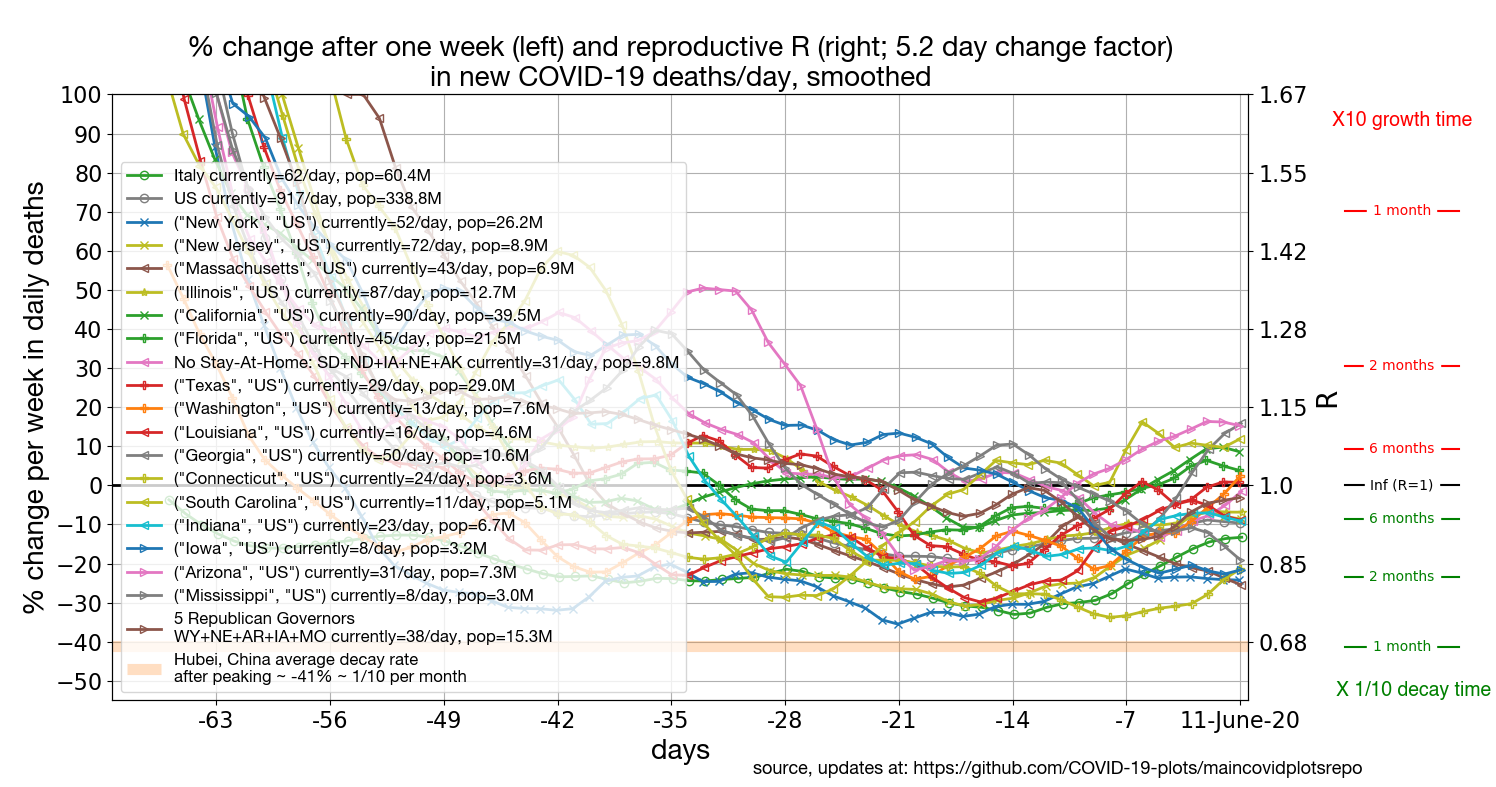 % change after one week (left) and reproductive R (right; 5.2 day change factor)
in new COVID-19 deaths/day, smoothed
% change per week in daily deaths
100
90
80
70
60
50
40
30
20
10
0
−10
−20
−30
−40
−50
Italy currently=62/day, pop=60.4M
US currently=917/day, pop=338.8M
("New York", "US") currently=52/day, pop=26.2M
("New Jersey", "US") currently=72/day, pop=8.9M
("Massachusetts", "US") currently=43/day, pop=6.9M
("Illinois", "US") currently=87/day, pop=12.7M
("California", "US") currently=90/day, pop=39.5M
("Florida", "US") currently=45/day, pop=21.5M
No Stay-At-Home: SD+ND+IA+NE+AK currently=31/day, pop=9.8M
("Texas", "US") currently=29/day, pop=29.0M
("Washington", "US") currently=13/day, pop=7.6M
("Louisiana", "US") currently=16/day, pop=4.6M
("Georgia", "US") currently=50/day, pop=10.6M
("Connecticut", "US") currently=24/day, pop=3.6M
("South Carolina", "US") currently=11/day, pop=5.1M
("Indiana", "US") currently=23/day, pop=6.7M
("Iowa", "US") currently=8/day, pop=3.2M
("Arizona", "US") currently=31/day, pop=7.3M
("Mississippi", "US") currently=8/day, pop=3.0M
5 Republican Governors
WY+NE+AR+IA+MO currently=38/day, pop=15.3M
Hubei, China average decay rate
after peaking ~ -41% ~ 1/10 per month
-63
-56
-49
-42
-35
-28
-21
-14
-7
11-June-20
days
1.67
1.55
1.42
1.28
1.15
1.0
0.85
0.68
R
X10 growth time
1 month
2 months
6 months
Inf (R=1)
6 months
2 months
1 month
X 1/10 decay time
source, updates at: https://github.com/COVID-19-plots/maincovidplotsrepo